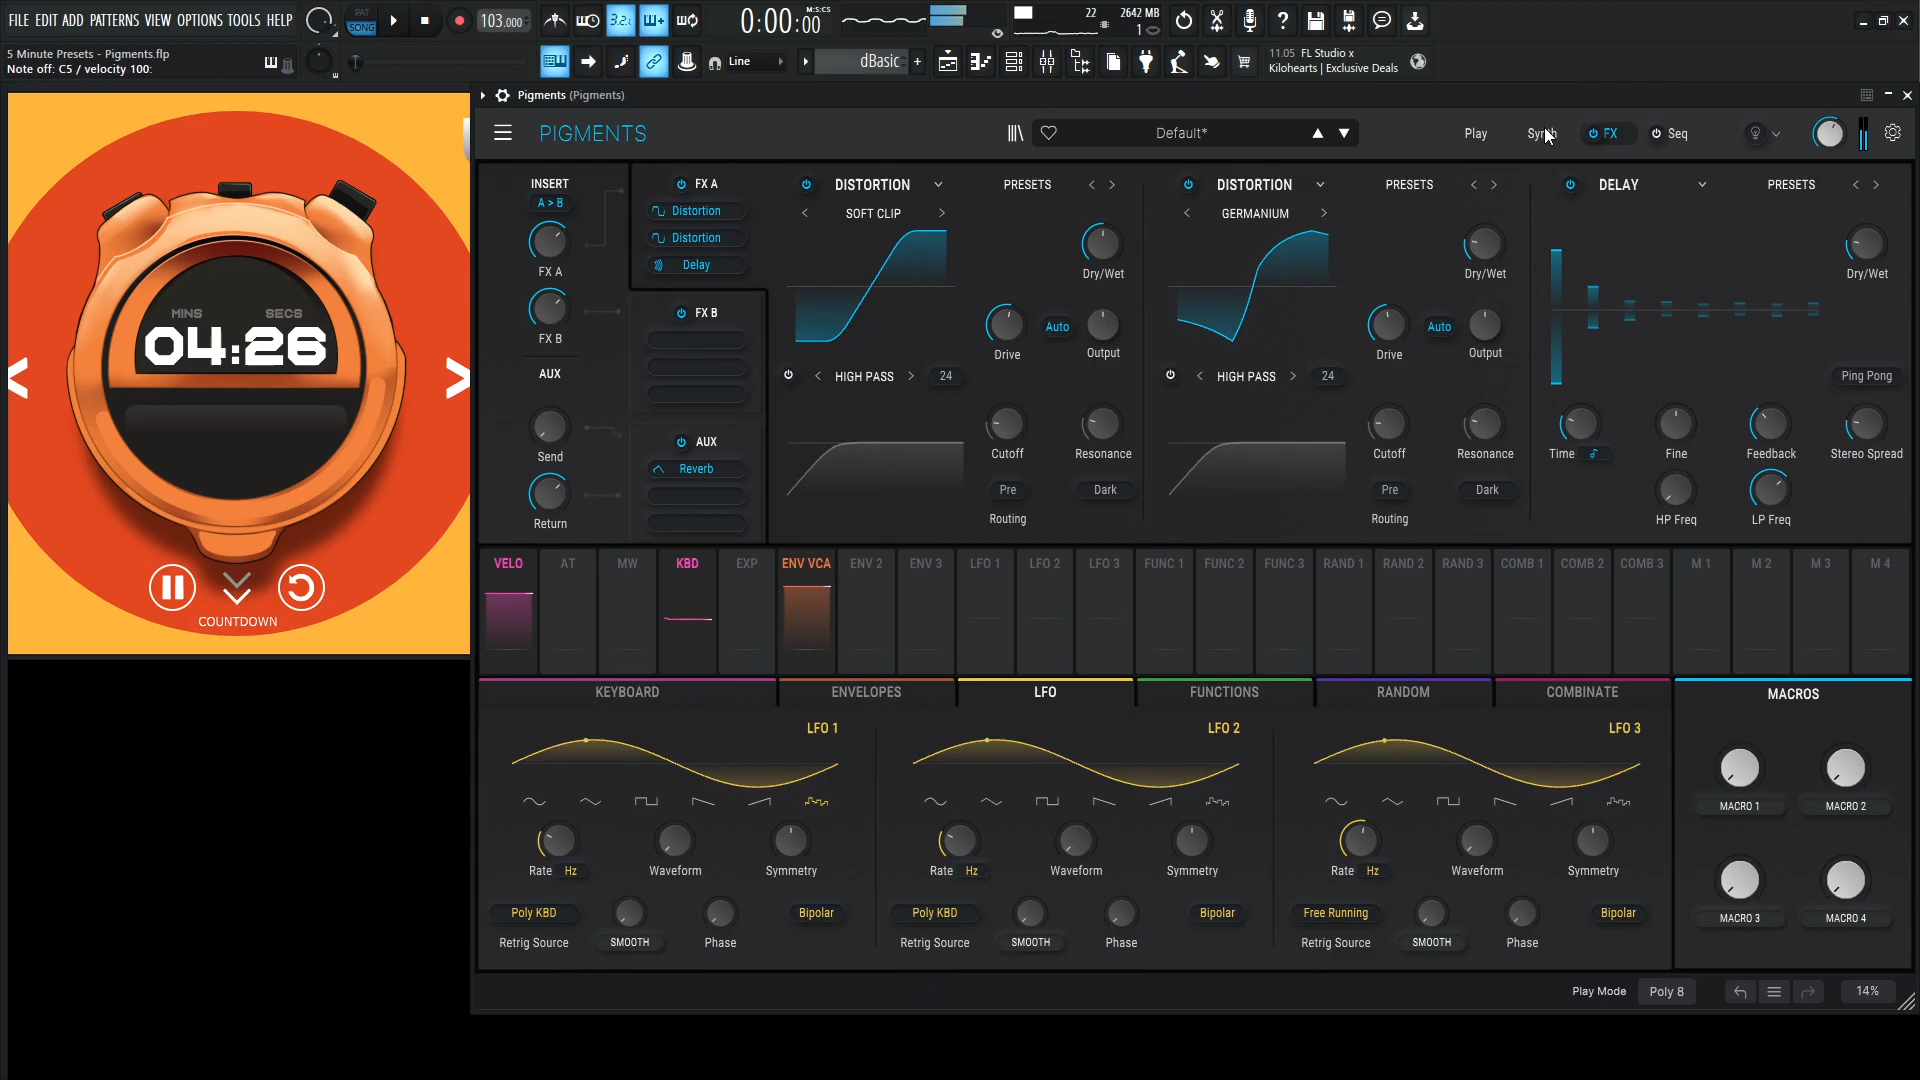 FILE EDIT ADD PATTERNS VIEW OPTIONS TOOLS HELP
PAT
SONG
103.000
3.2.
0:00:00
M:S:CS
22
2642 MB
1
5 Minute Presets - Pigments.flp
Note off: C5 / velocity 100:
Line
dBasic
11.05 FL Studio x
Kilohearts | Exclusive Deals
Pigments (Pigments)
PIGMENTS
Default*
Play
Synth
FX
Seq
MINS
SECS
04:26
COUNTDOWN
INSERT
A > B
FX A
FX B
AUX
Send
Return
FX A
Distortion
Distortion
Delay
FX B
AUX
Reverb
DISTORTION
PRESETS
SOFT CLIP
Dry/Wet
Drive
Auto
Output
HIGH PASS
24
Cutoff
Resonance
Pre
Dark
Routing
DISTORTION
PRESETS
GERMANIUM
Dry/Wet
Drive
Auto
Output
HIGH PASS
24
Cutoff
Resonance
Pre
Dark
Routing
DELAY
PRESETS
Dry/Wet
Ping Pong
Time
Fine
Feedback
Stereo Spread
HP Freq
LP Freq
VELO
AT
MW
KBD
EXP
ENV VCA
ENV 2
ENV 3
LFO 1
LFO 2
LFO 3
FUNC 1
FUNC 2
FUNC 3
RAND 1
RAND 2
RAND 3
COMB 1
COMB 2
COMB 3
M 1
M 2
M 3
M 4
KEYBOARD
ENVELOPES
LFO
FUNCTIONS
RANDOM
COMBINATE
MACROS
LFO 1
Rate
Hz
Waveform
Symmetry
Poly KBD
Bipolar
Retrig Source
SMOOTH
Phase
LFO 2
Rate
Hz
Waveform
Symmetry
Poly KBD
Bipolar
Retrig Source
SMOOTH
Phase
LFO 3
Rate
Hz
Waveform
Symmetry
Free Running
Bipolar
Retrig Source
SMOOTH
Phase
MACRO 1
MACRO 2
MACRO 3
MACRO 4
Play Mode
Poly 8
14%